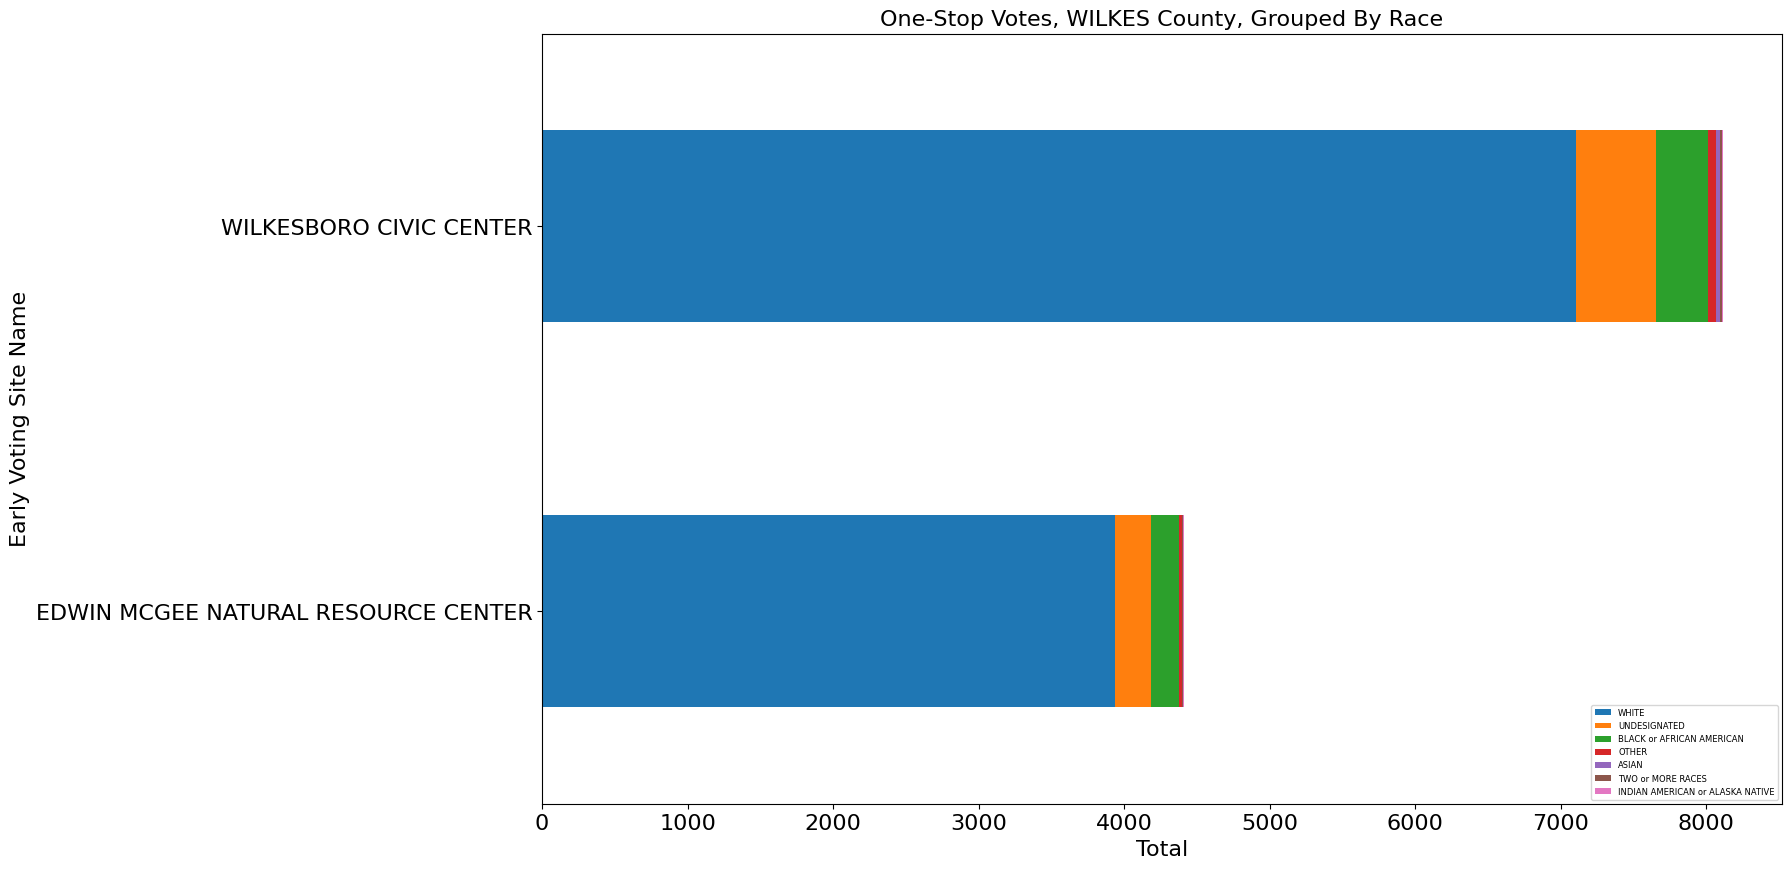 One-Stop Votes, WILKES County, Grouped By Race
Early Voting Site Name
WILKESBORO CIVIC CENTER
EDWIN MCGEE NATURAL RESOURCE CENTER
WHITE
UNDESIGNATED
BLACK or AFRICAN AMERICAN
OTHER
ASIAN
TWO or MORE RACES
INDIAN AMERICAN or ALASKA NATIVE
0 1000 2000 3000 4000 5000 6000 7000 8000
Total